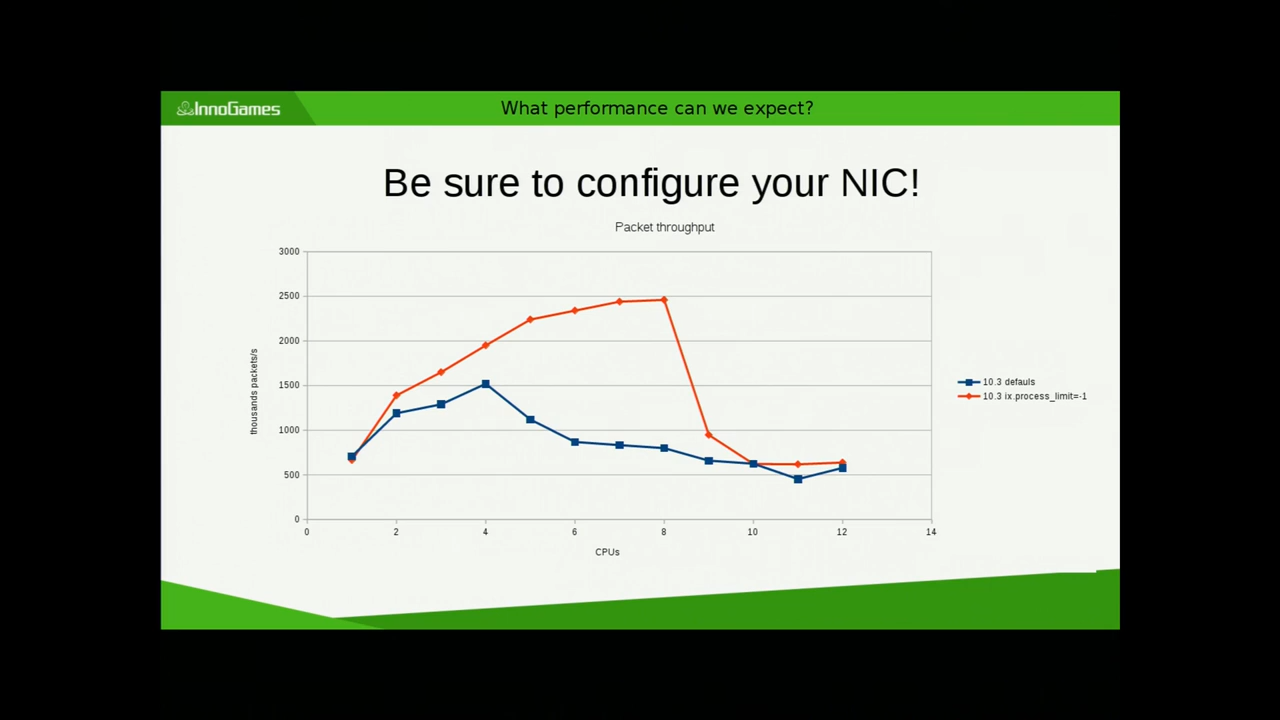 InnoGames
What performance can we expect?
Be sure to configure your NIC!
Packet throughput
3000
2500
2000
1500
1000
500
0
thousands packets/s
0 2 4 6 8 10 12 14
CPUs
10.3 defauls
10.3 ix.process_limit=-1